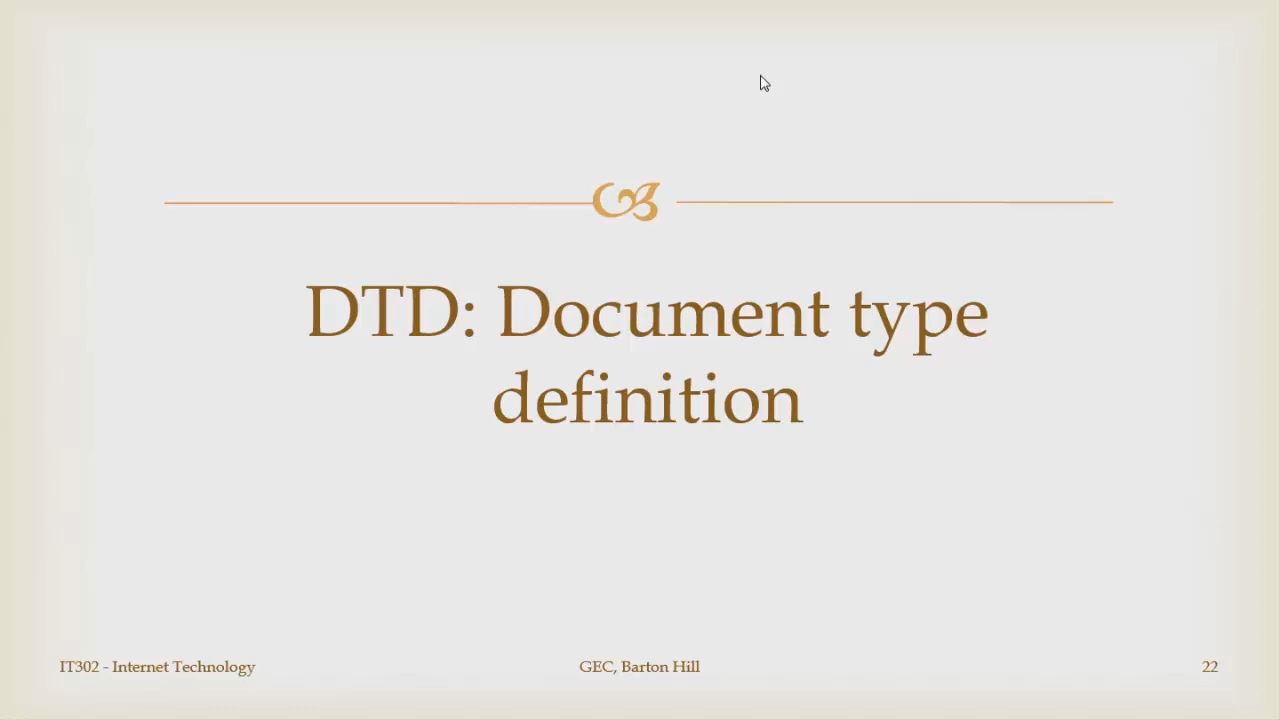 DTD: Document type
definition
IT302 - Internet Technology
GEC, Barton Hill
22